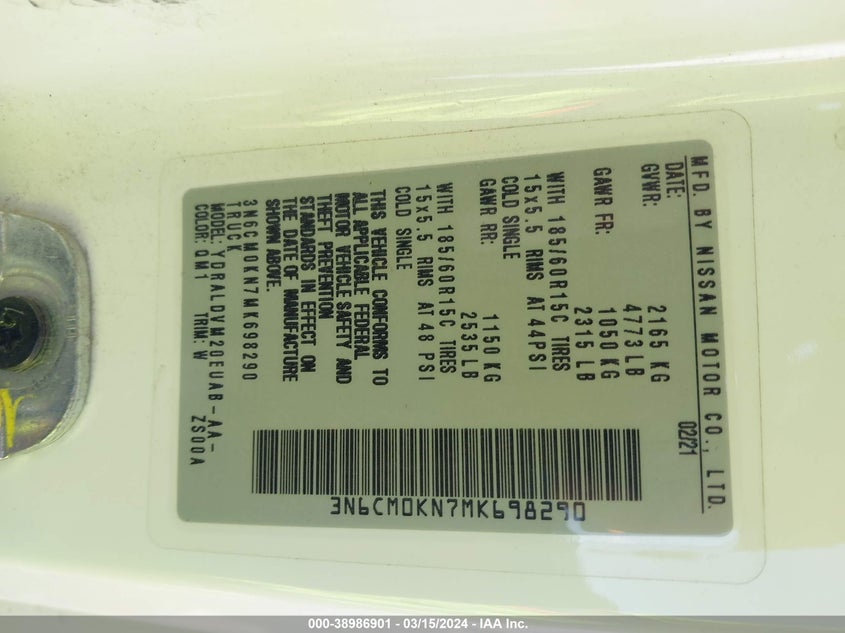 MFD. BY NISSAN MOTOR CO., LTD.
DATE: 02/21
GVWR: 2165 KG
4773 LB
GAWR FR: 1050 KG
2315 LB
WITH 185/60R15C TIRES
15x5.5 RIMS AT 44PSI
COLD SINGLE
GAWR RR: 1150 KG
2535 LB
WITH 185/60R15C TIRES
15x5.5 RIMS AT 48 PSI
COLD SINGLE
THIS VEHICLE CONFORMS TO
ALL APPLICABLE FEDERAL
MOTOR VEHICLE SAFETY AND
THEFT PREVENTION
STANDARDS IN EFFECT ON
THE DATE OF MANUFACTURE
SHOWN ABOVE.
3N6CM0KN7MK698290
TRUCK
MODEL: YDRALDVM20EUAB-AA-
ZS00A
COLOR: QM1 TRIM: W
3N6CM0KN7MK698290
000-38986901 - 03/15/2024 - IAA Inc.